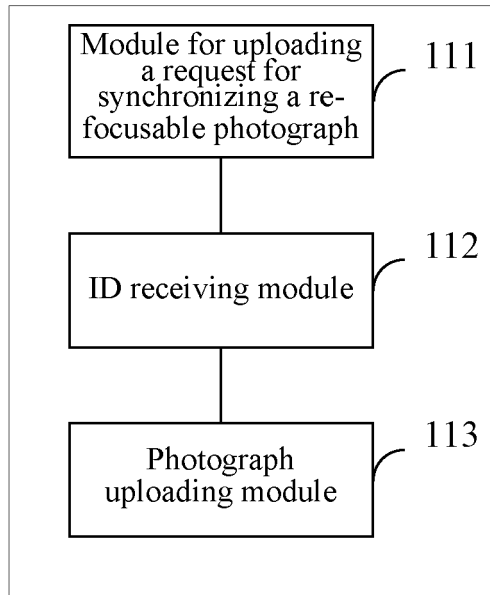 Module for uploading
a request for
synchronizing a re-
focusable photograph
111
ID receiving module
112
Photograph
uploading module
113